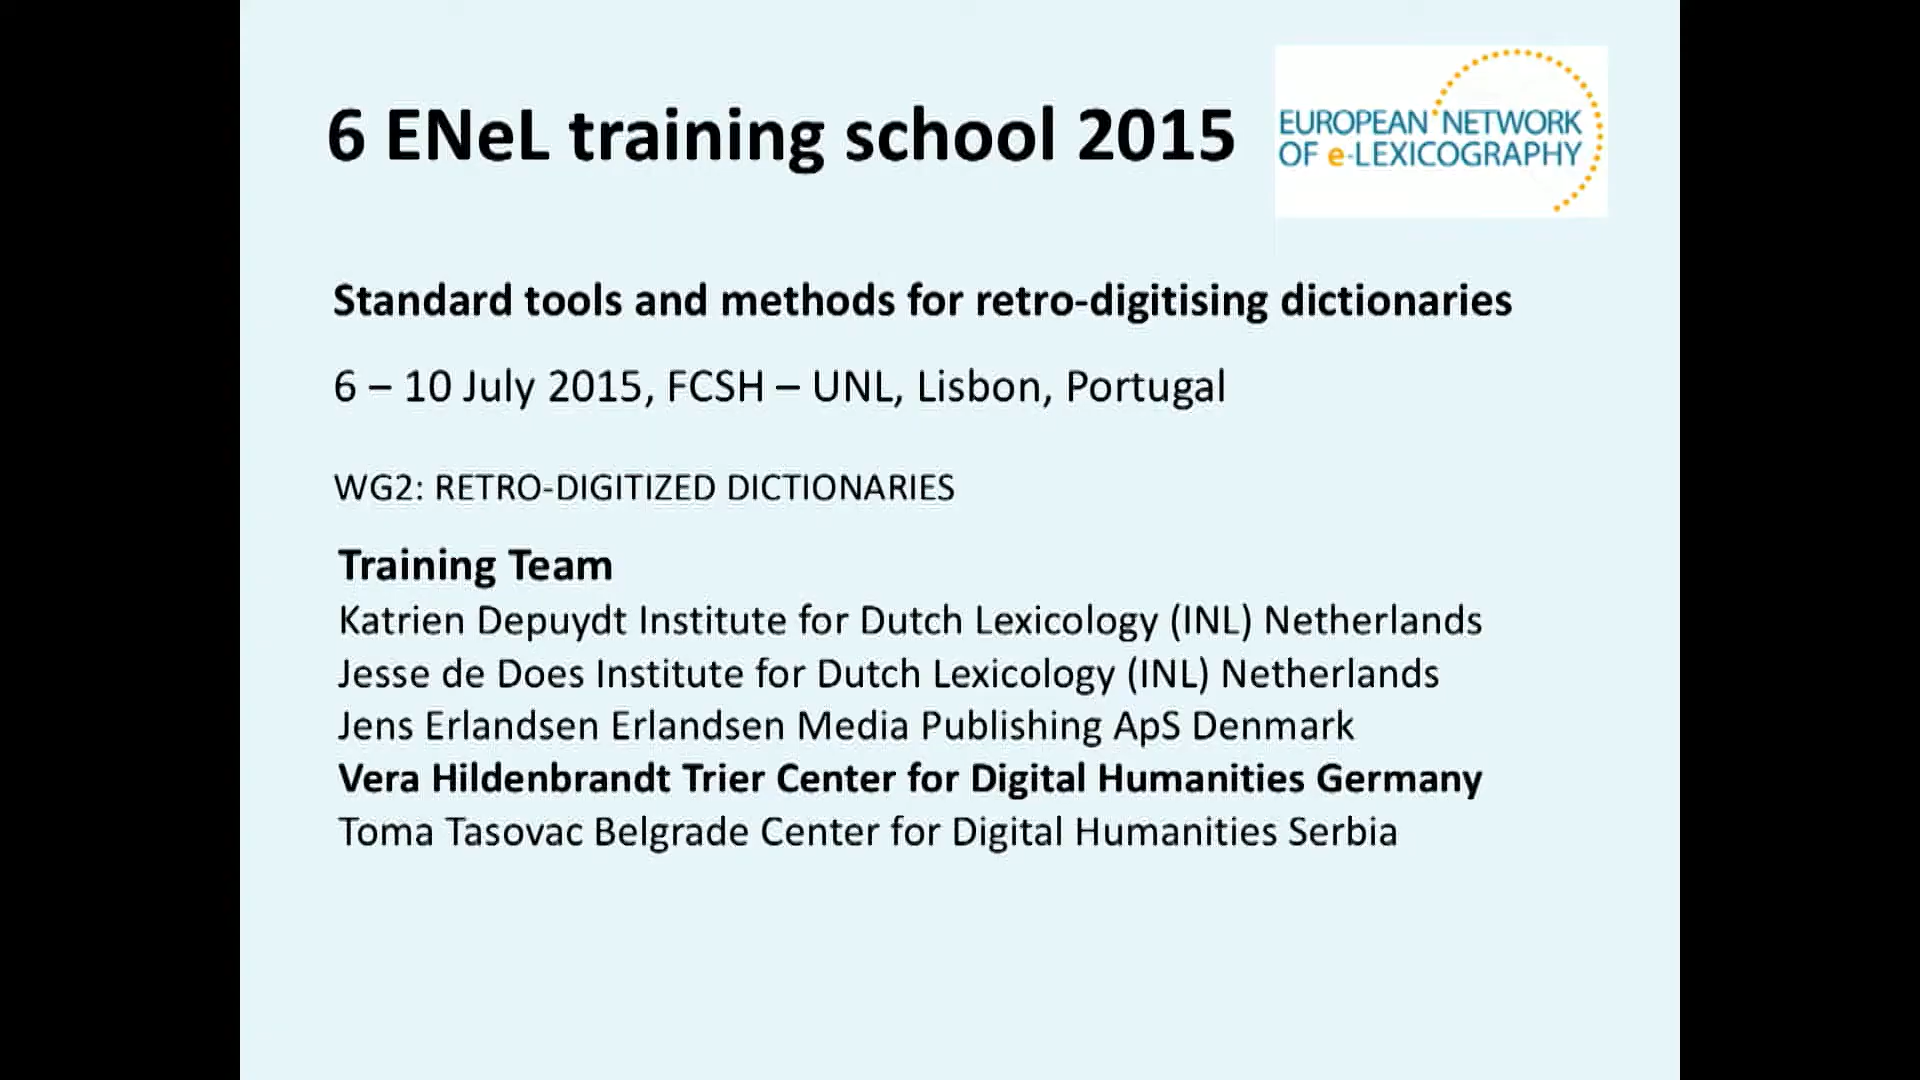 6 ENeL training school 2015
EUROPEAN NETWORK
OF e-LEXICOGRAPHY
Standard tools and methods for retro-digitising dictionaries
6 – 10 July 2015, FCSH – UNL, Lisbon, Portugal
WG2: RETRO-DIGITIZED DICTIONARIES
Training Team
Katrien Depuydt Institute for Dutch Lexicology (INL) Netherlands
Jesse de Does Institute for Dutch Lexicology (INL) Netherlands
Jens Erlandsen Erlandsen Media Publishing ApS Denmark
Vera Hildenbrandt Trier Center for Digital Humanities Germany
Toma Tasovac Belgrade Center for Digital Humanities Serbia